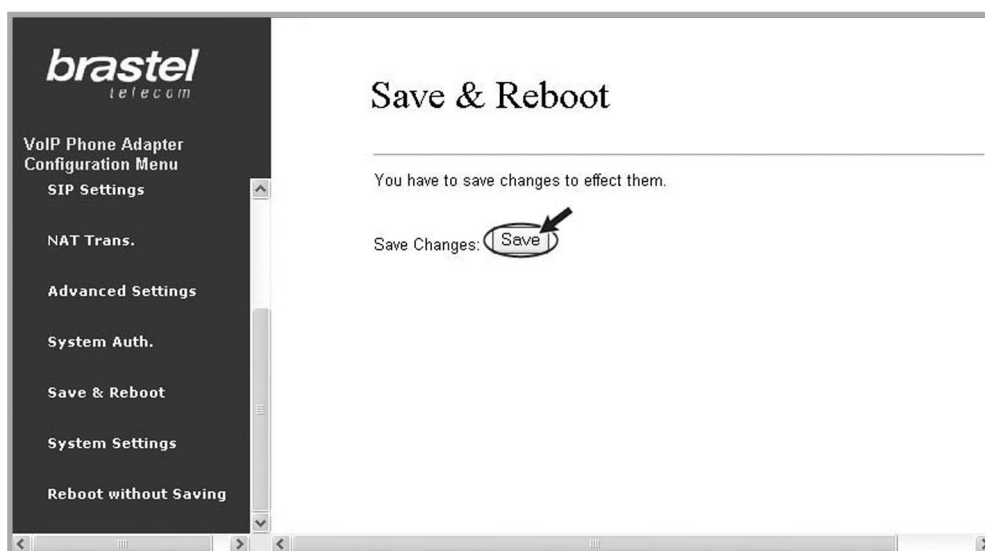 brastel
telecom
VoIP Phone Adapter
Configuration Menu
SIP Settings
NAT Trans.
Advanced Settings
System Auth.
Save & Reboot
System Settings
Reboot without Saving
Save & Reboot
You have to save changes to effect them.
Save Changes: Save